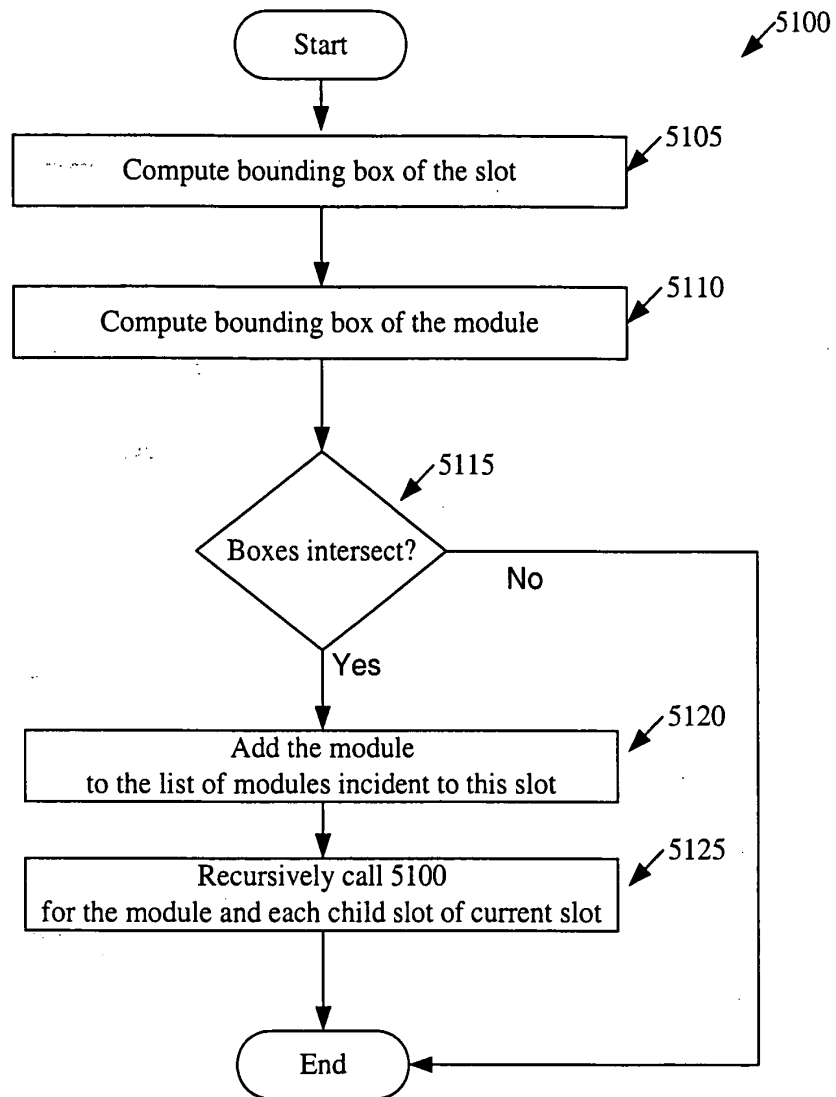 5100
Start
5105
Compute bounding box of the slot
5110
Compute bounding box of the module
5115
Boxes intersect?
No
Yes
5120
Add the module
to the list of modules incident to this slot
5125
Recursively call 5100
for the module and each child slot of current slot
End